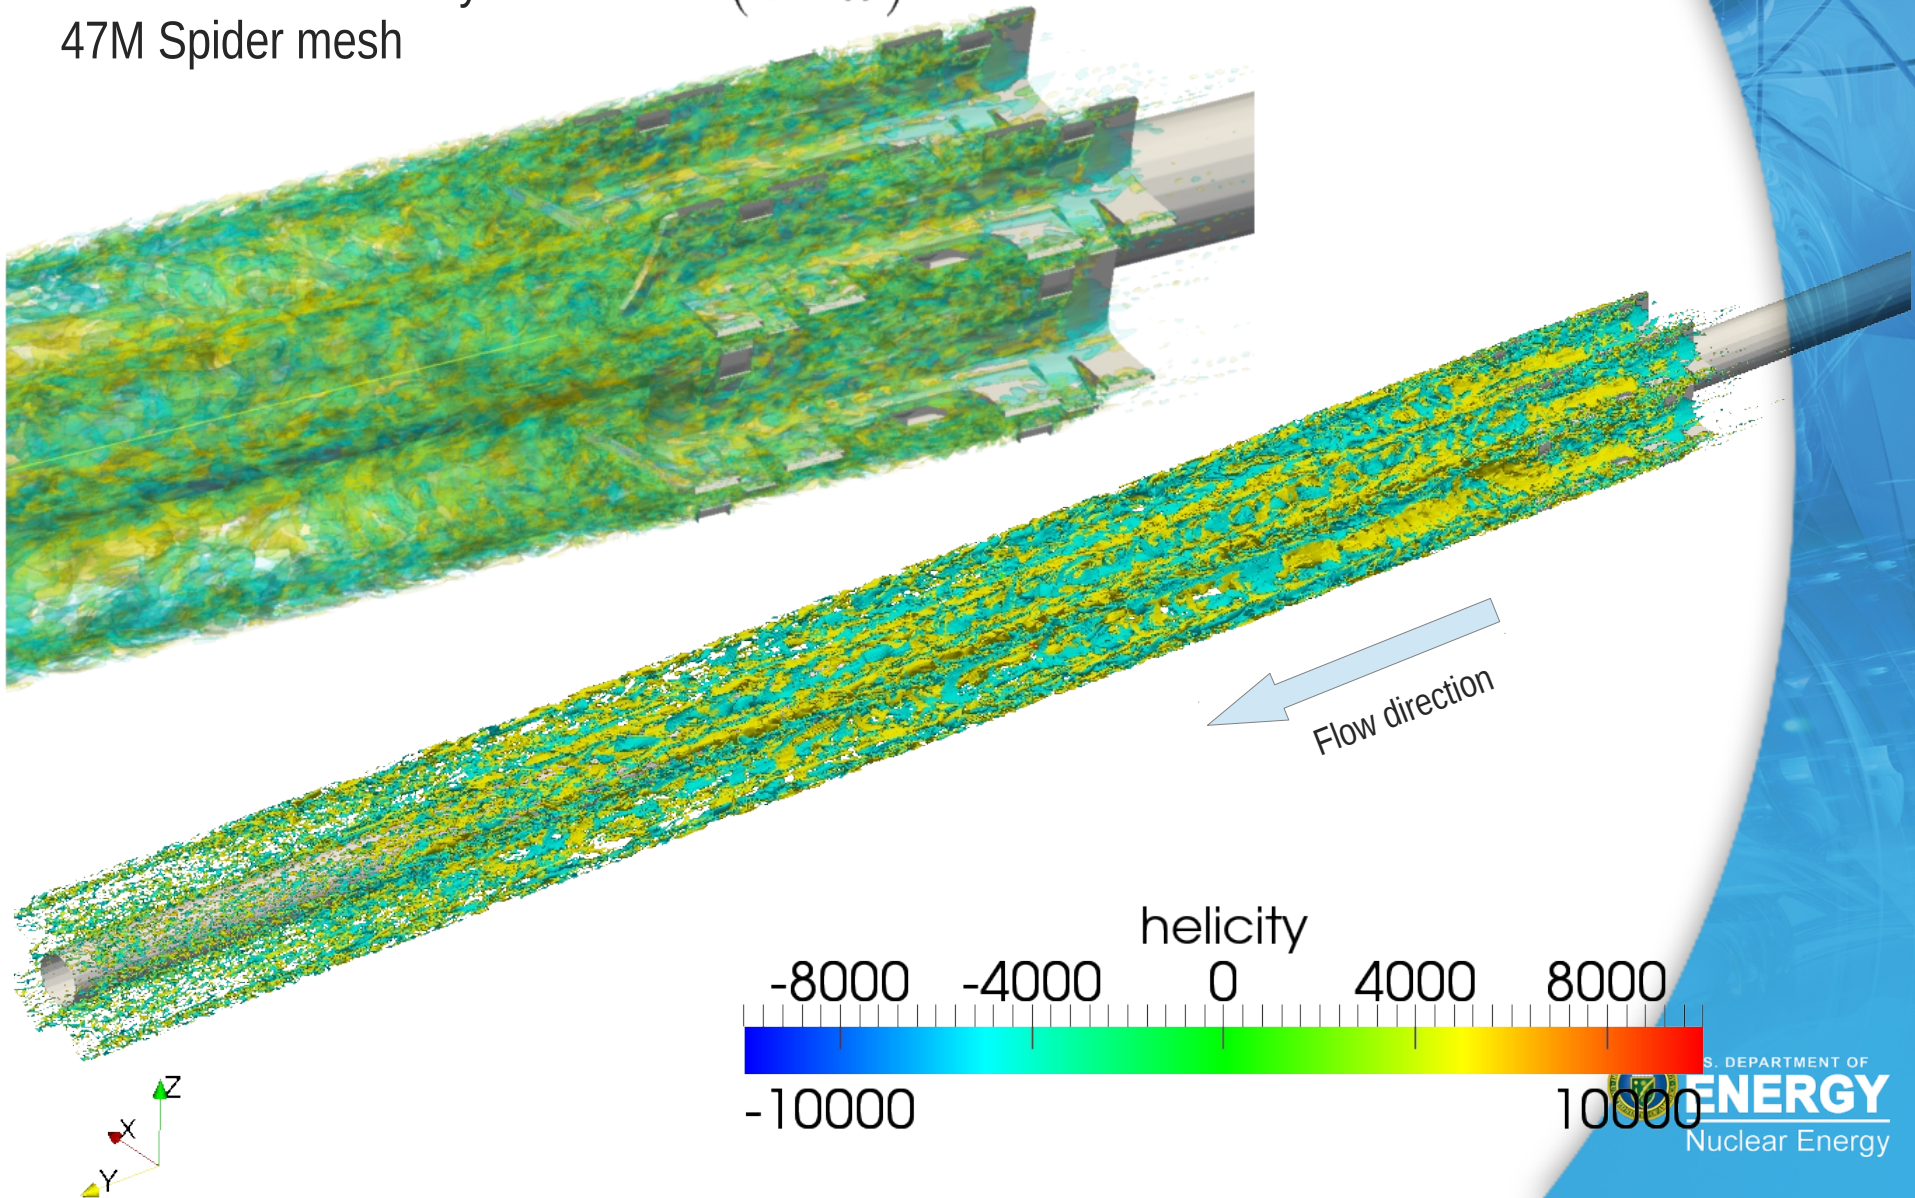 47M Spider mesh
Flow direction
helicity
-8000 -4000 0 4000 8000
-10000 10000
Z
X
Y
S. DEPARTMENT OF
ENERGY
Nuclear Energy